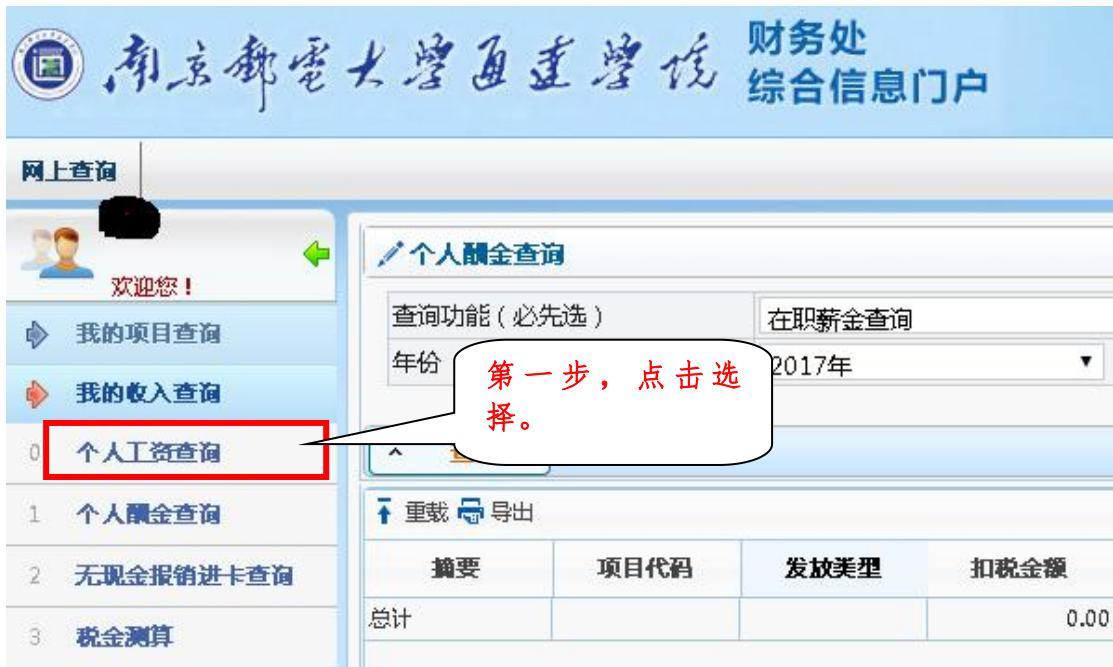 南京邮电大学通达学院
财务处
综合信息门户
网上查询
欢迎您！
我的项目查询
我的收入查询
0 个人工资查询
1 个人酬金查询
2 无现金报销进卡查询
3 税金测算
个人酬金查询
查询功能（必先选） 在职薪金查询
年份 2017年
第一步，点击选
择。
重载 导出
摘要 项目代码 发放类型 扣税金额
总计 0.00